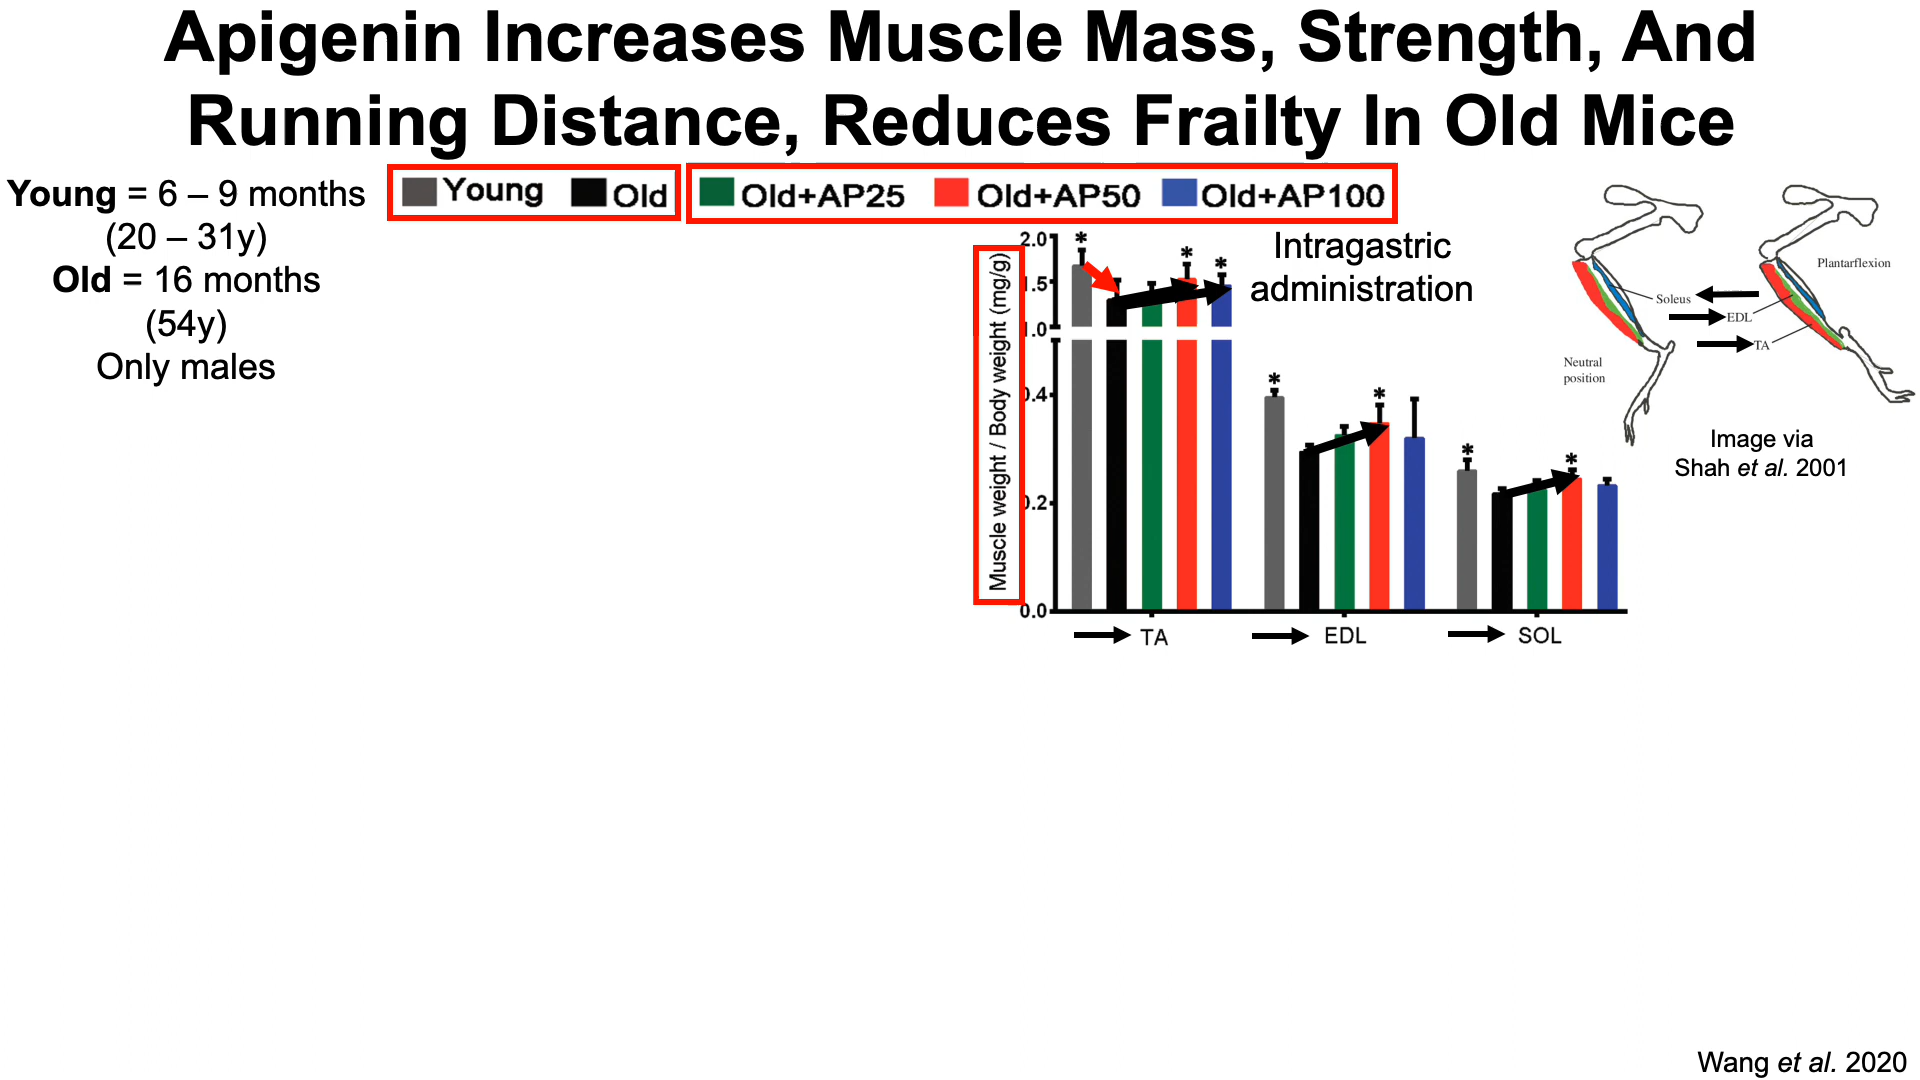 Apigenin Increases Muscle Mass, Strength, And
Running Distance, Reduces Frailty In Old Mice
Young = 6 – 9 months
(20 – 31y)
Old = 16 months
(54y)
Only males
Young Old Old+AP25 Old+AP50 Old+AP100
Intragastric
administration
Muscle weight / Body weight (mg/g)
2.0
1.5
1.0
0.4
0.2
0.0
* * *
* *
* *
TA EDL SOL
Plantarflexion
Soleus
EDL
TA
Neutral
position
Image via
Shah et al. 2001
Wang et al. 2020